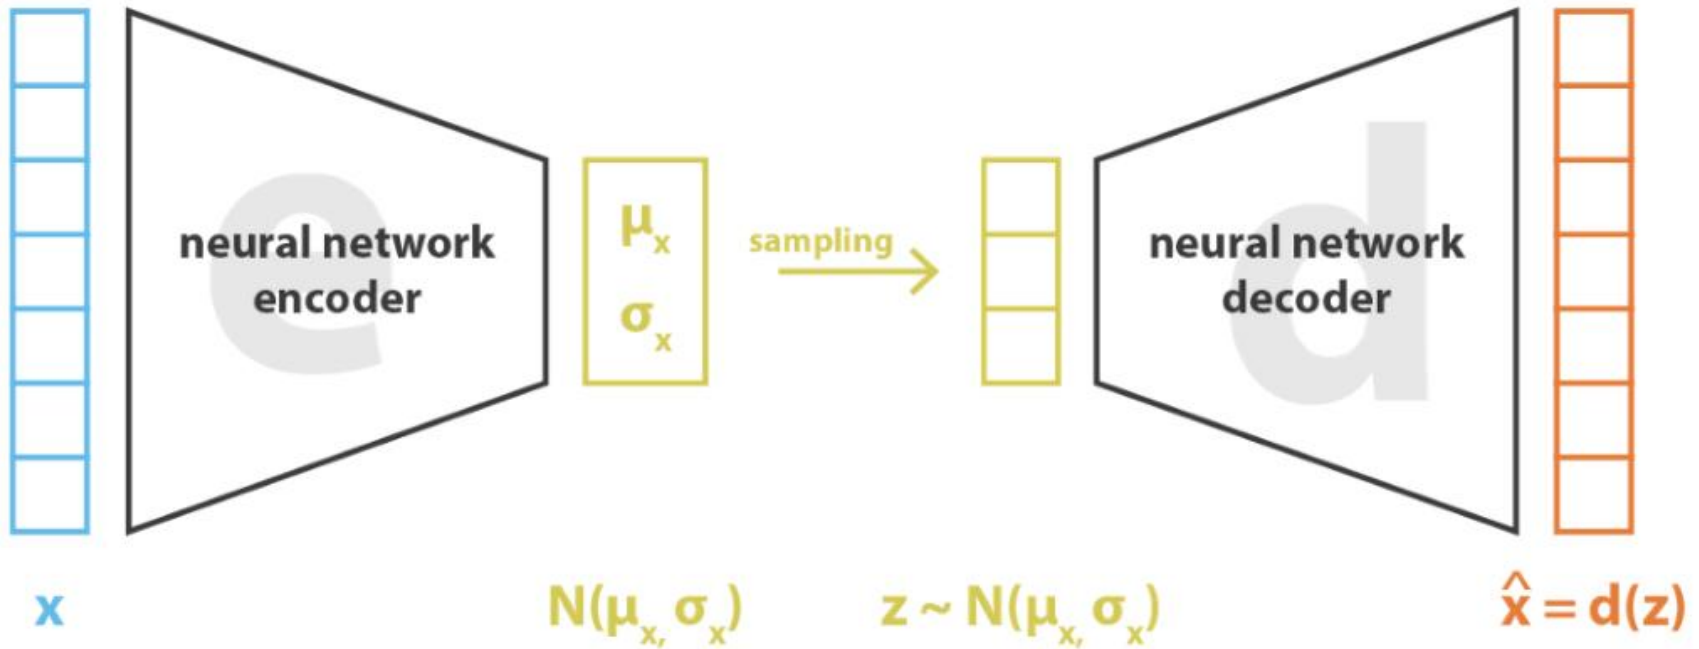 e
neural network
encoder
μx
σx
sampling
d
neural network
decoder
x
N(μx, σx)
z ~ N(μx, σx)
x̂ = d(z)